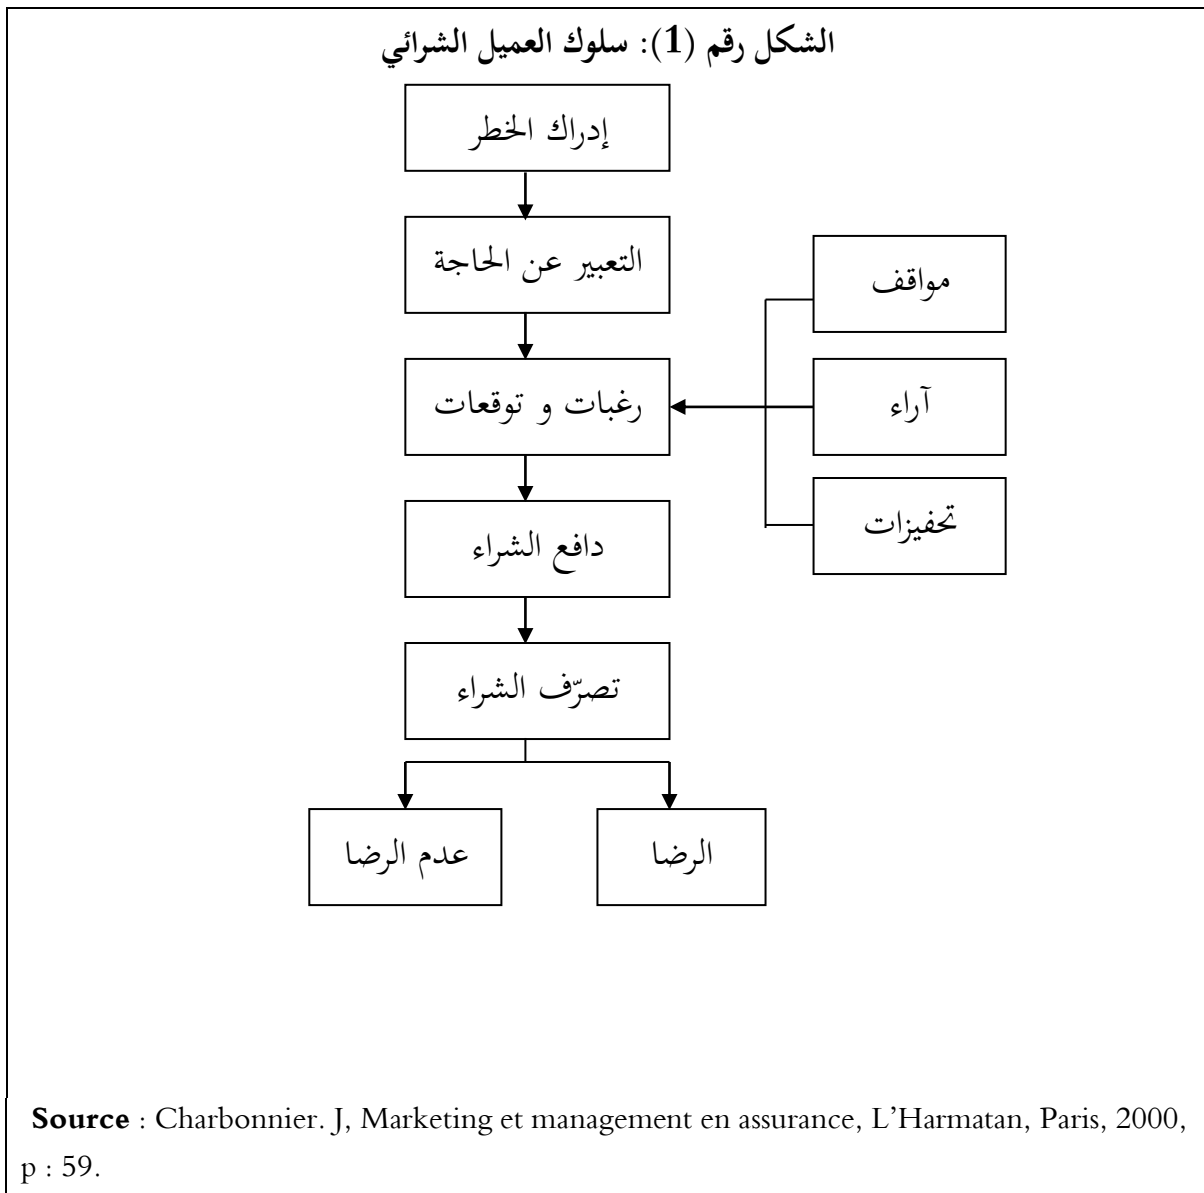 الشكل رقم (1): سلوك العميل الشرائي
إدراك الخطر
التعبير عن الحاجة
مواقف
رغبات و توقعات
آراء
دافع الشراء
تحفيزات
تصرّف الشراء
الرضا
عدم الرضا
Source : Charbonnier. J, Marketing et management en assurance, L’Harmatan, Paris, 2000,
p : 59.